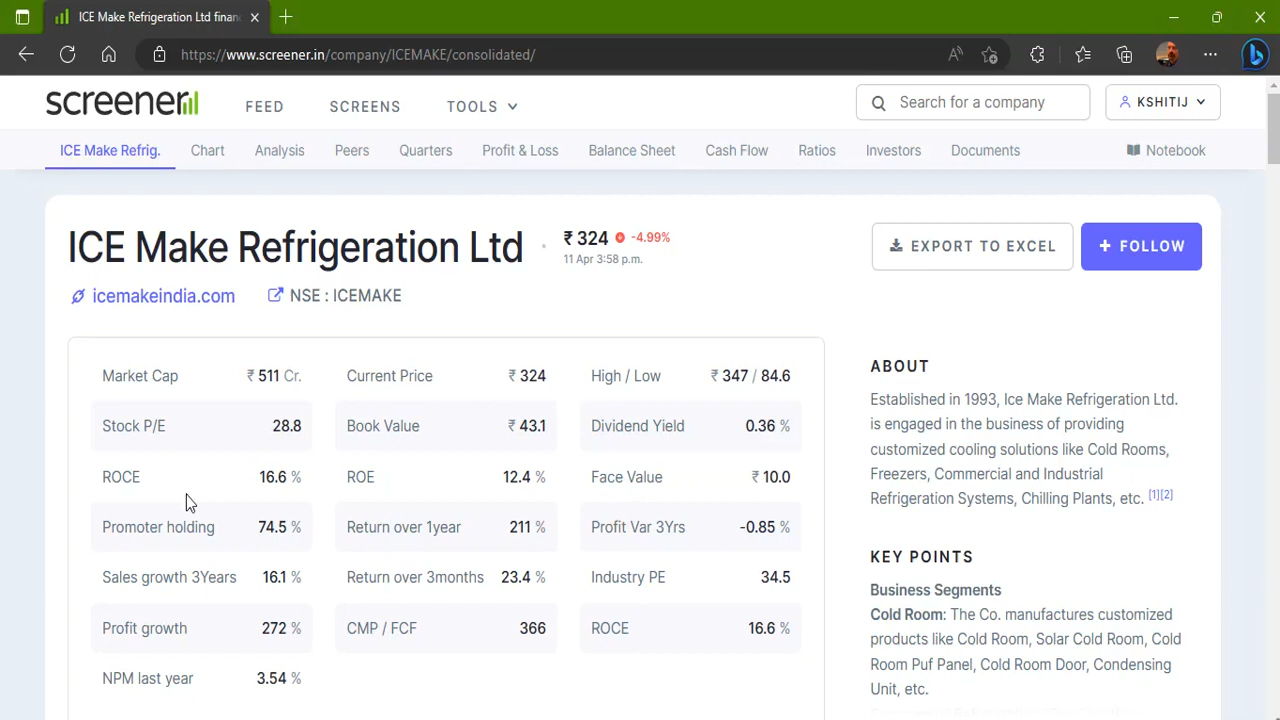 ICE Make Refrigeration Ltd finan
https://www.screener.in/company/ICEMAKE/consolidated/
screener
FEED SCREENS TOOLS
Search for a company
KSHITIJ
ICE Make Refrig. Chart Analysis Peers Quarters Profit & Loss Balance Sheet Cash Flow Ratios Investors Documents Notebook
ICE Make Refrigeration Ltd
₹ 324 -4.99%
11 Apr 3:58 p.m.
EXPORT TO EXCEL
+ FOLLOW
icemakeindia.com NSE : ICEMAKE
Market Cap ₹ 511 Cr. Current Price ₹ 324 High / Low ₹ 347 / 84.6
Stock P/E 28.8 Book Value ₹ 43.1 Dividend Yield 0.36 %
ROCE 16.6 % ROE 12.4 % Face Value ₹ 10.0
Promoter holding 74.5 % Return over 1year 211 % Profit Var 3Yrs -0.85 %
Sales growth 3Years 16.1 % Return over 3months 23.4 % Industry PE 34.5
Profit growth 272 % CMP / FCF 366 ROCE 16.6 %
NPM last year 3.54 %
ABOUT
Established in 1993, Ice Make Refrigeration Ltd.
is engaged in the business of providing
customized cooling solutions like Cold Rooms,
Freezers, Commercial and Industrial
Refrigeration Systems, Chilling Plants, etc. [1][2]
KEY POINTS
Business Segments
Cold Room: The Co. manufactures customized
products like Cold Room, Solar Cold Room, Cold
Room Puf Panel, Cold Room Door, Condensing
Unit, etc.